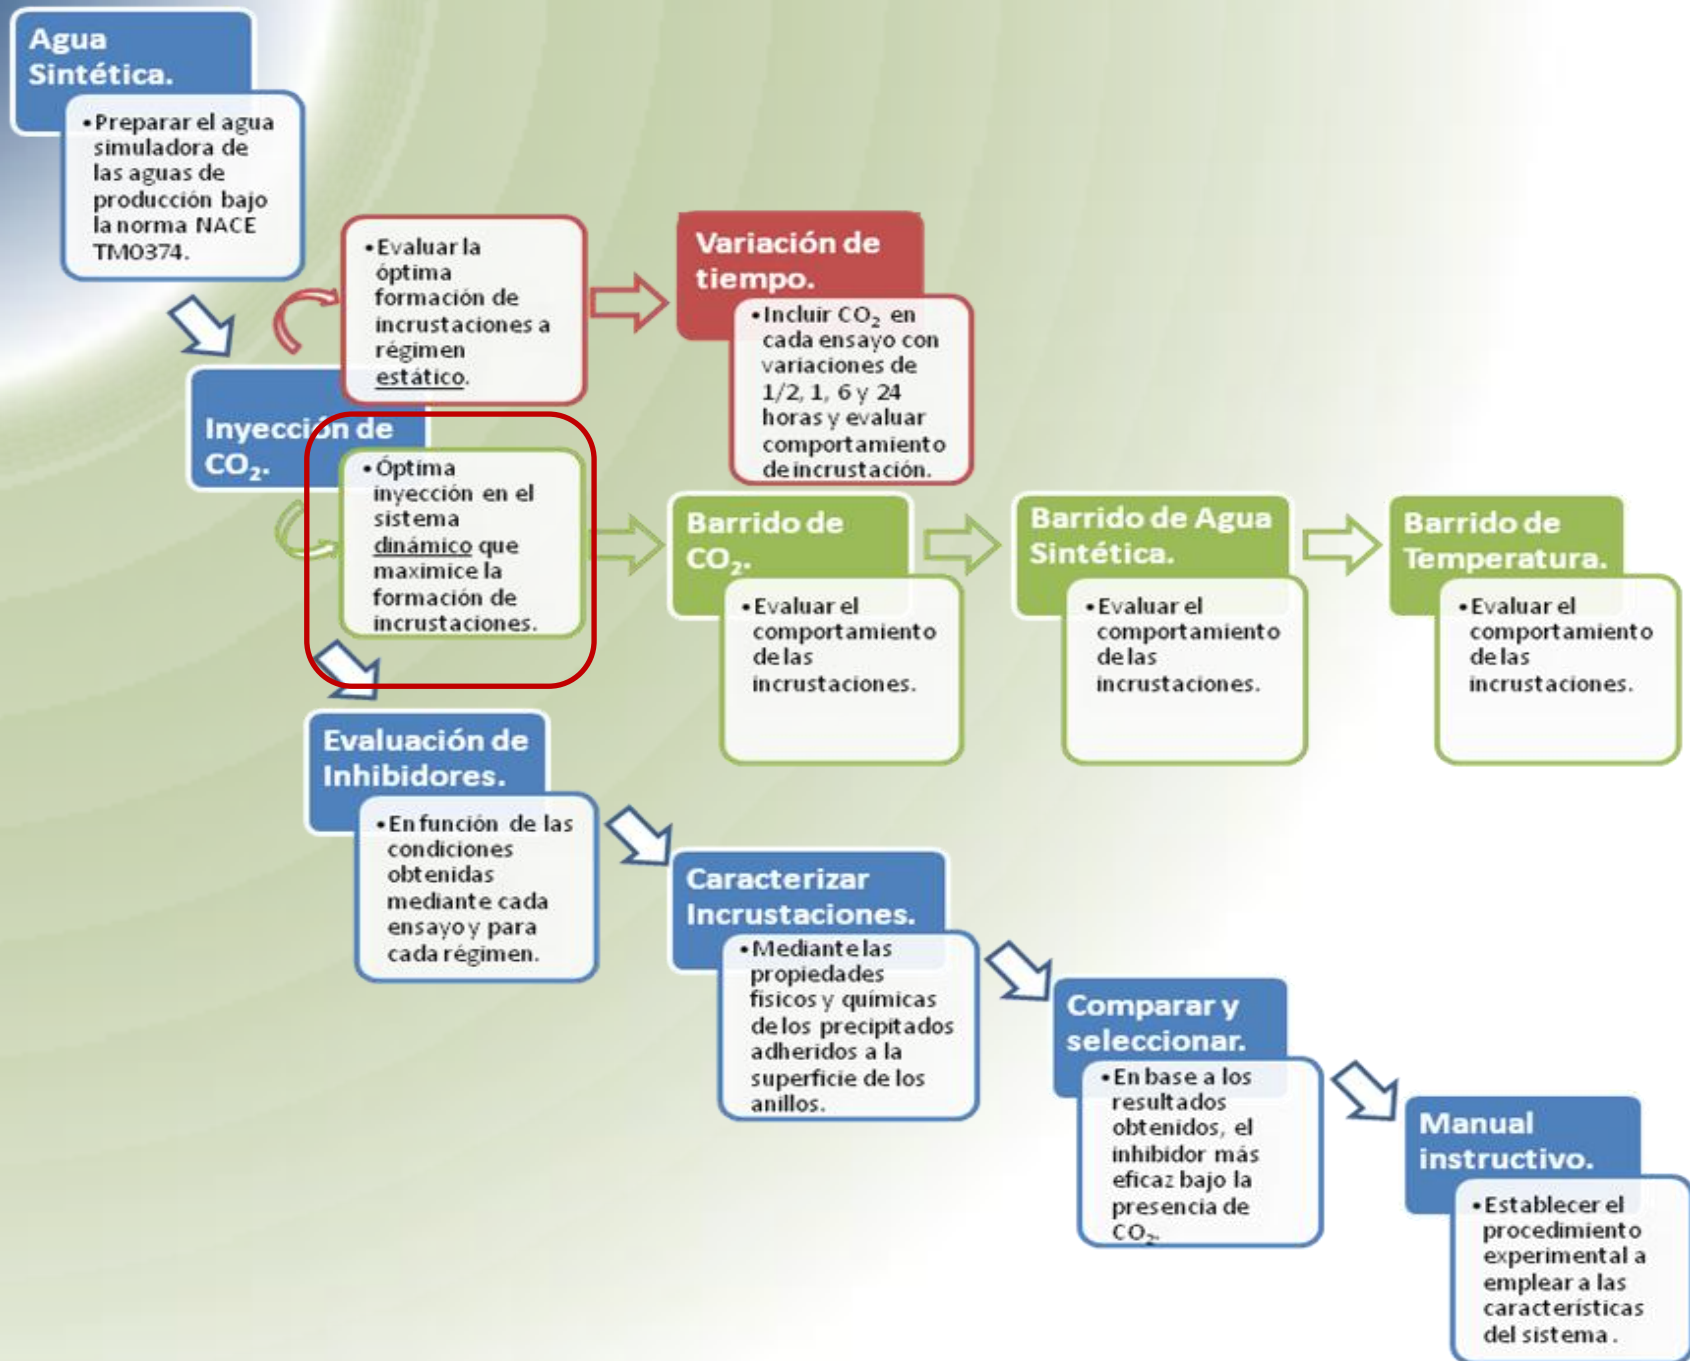 Agua
Sintética.
•Preparar el agua
simuladora de
las aguas de
producción bajo
la norma NACE
TM0374.
•Evaluar la
óptima
formación de
incrustaciones a
régimen
estático.
Variación de
tiempo.
•Incluir CO₂ en
cada ensayo con
variaciones de
1/2, 1, 6 y 24
horas y evaluar
comportamiento
de incrustación.
Inyección de
CO₂.
•Óptima
inyección en el
sistema
dinámico que
maximice la
formación de
incrustaciones.
Barrido de
CO₂.
•Evaluar el
comportamiento
de las
incrustaciones.
Barrido de Agua
Sintética.
•Evaluar el
comportamiento
de las
incrustaciones.
Barrido de
Temperatura.
•Evaluar el
comportamiento
de las
incrustaciones.
Evaluación de
Inhibidores.
•En función de las
condiciones
obtenidas
mediante cada
ensayo y para
cada régimen.
Caracterizar
Incrustaciones.
•Mediante las
propiedades
físicos y químicas
de los precipitados
adheridos a la
superficie de los
anillos.
Comparar y
seleccionar.
•En base a los
resultados
obtenidos, el
inhibidor más
eficaz bajo la
presencia de
CO₂.
Manual
instructivo.
•Establecer el
procedimiento
experimental a
emplear a las
características
del sistema.